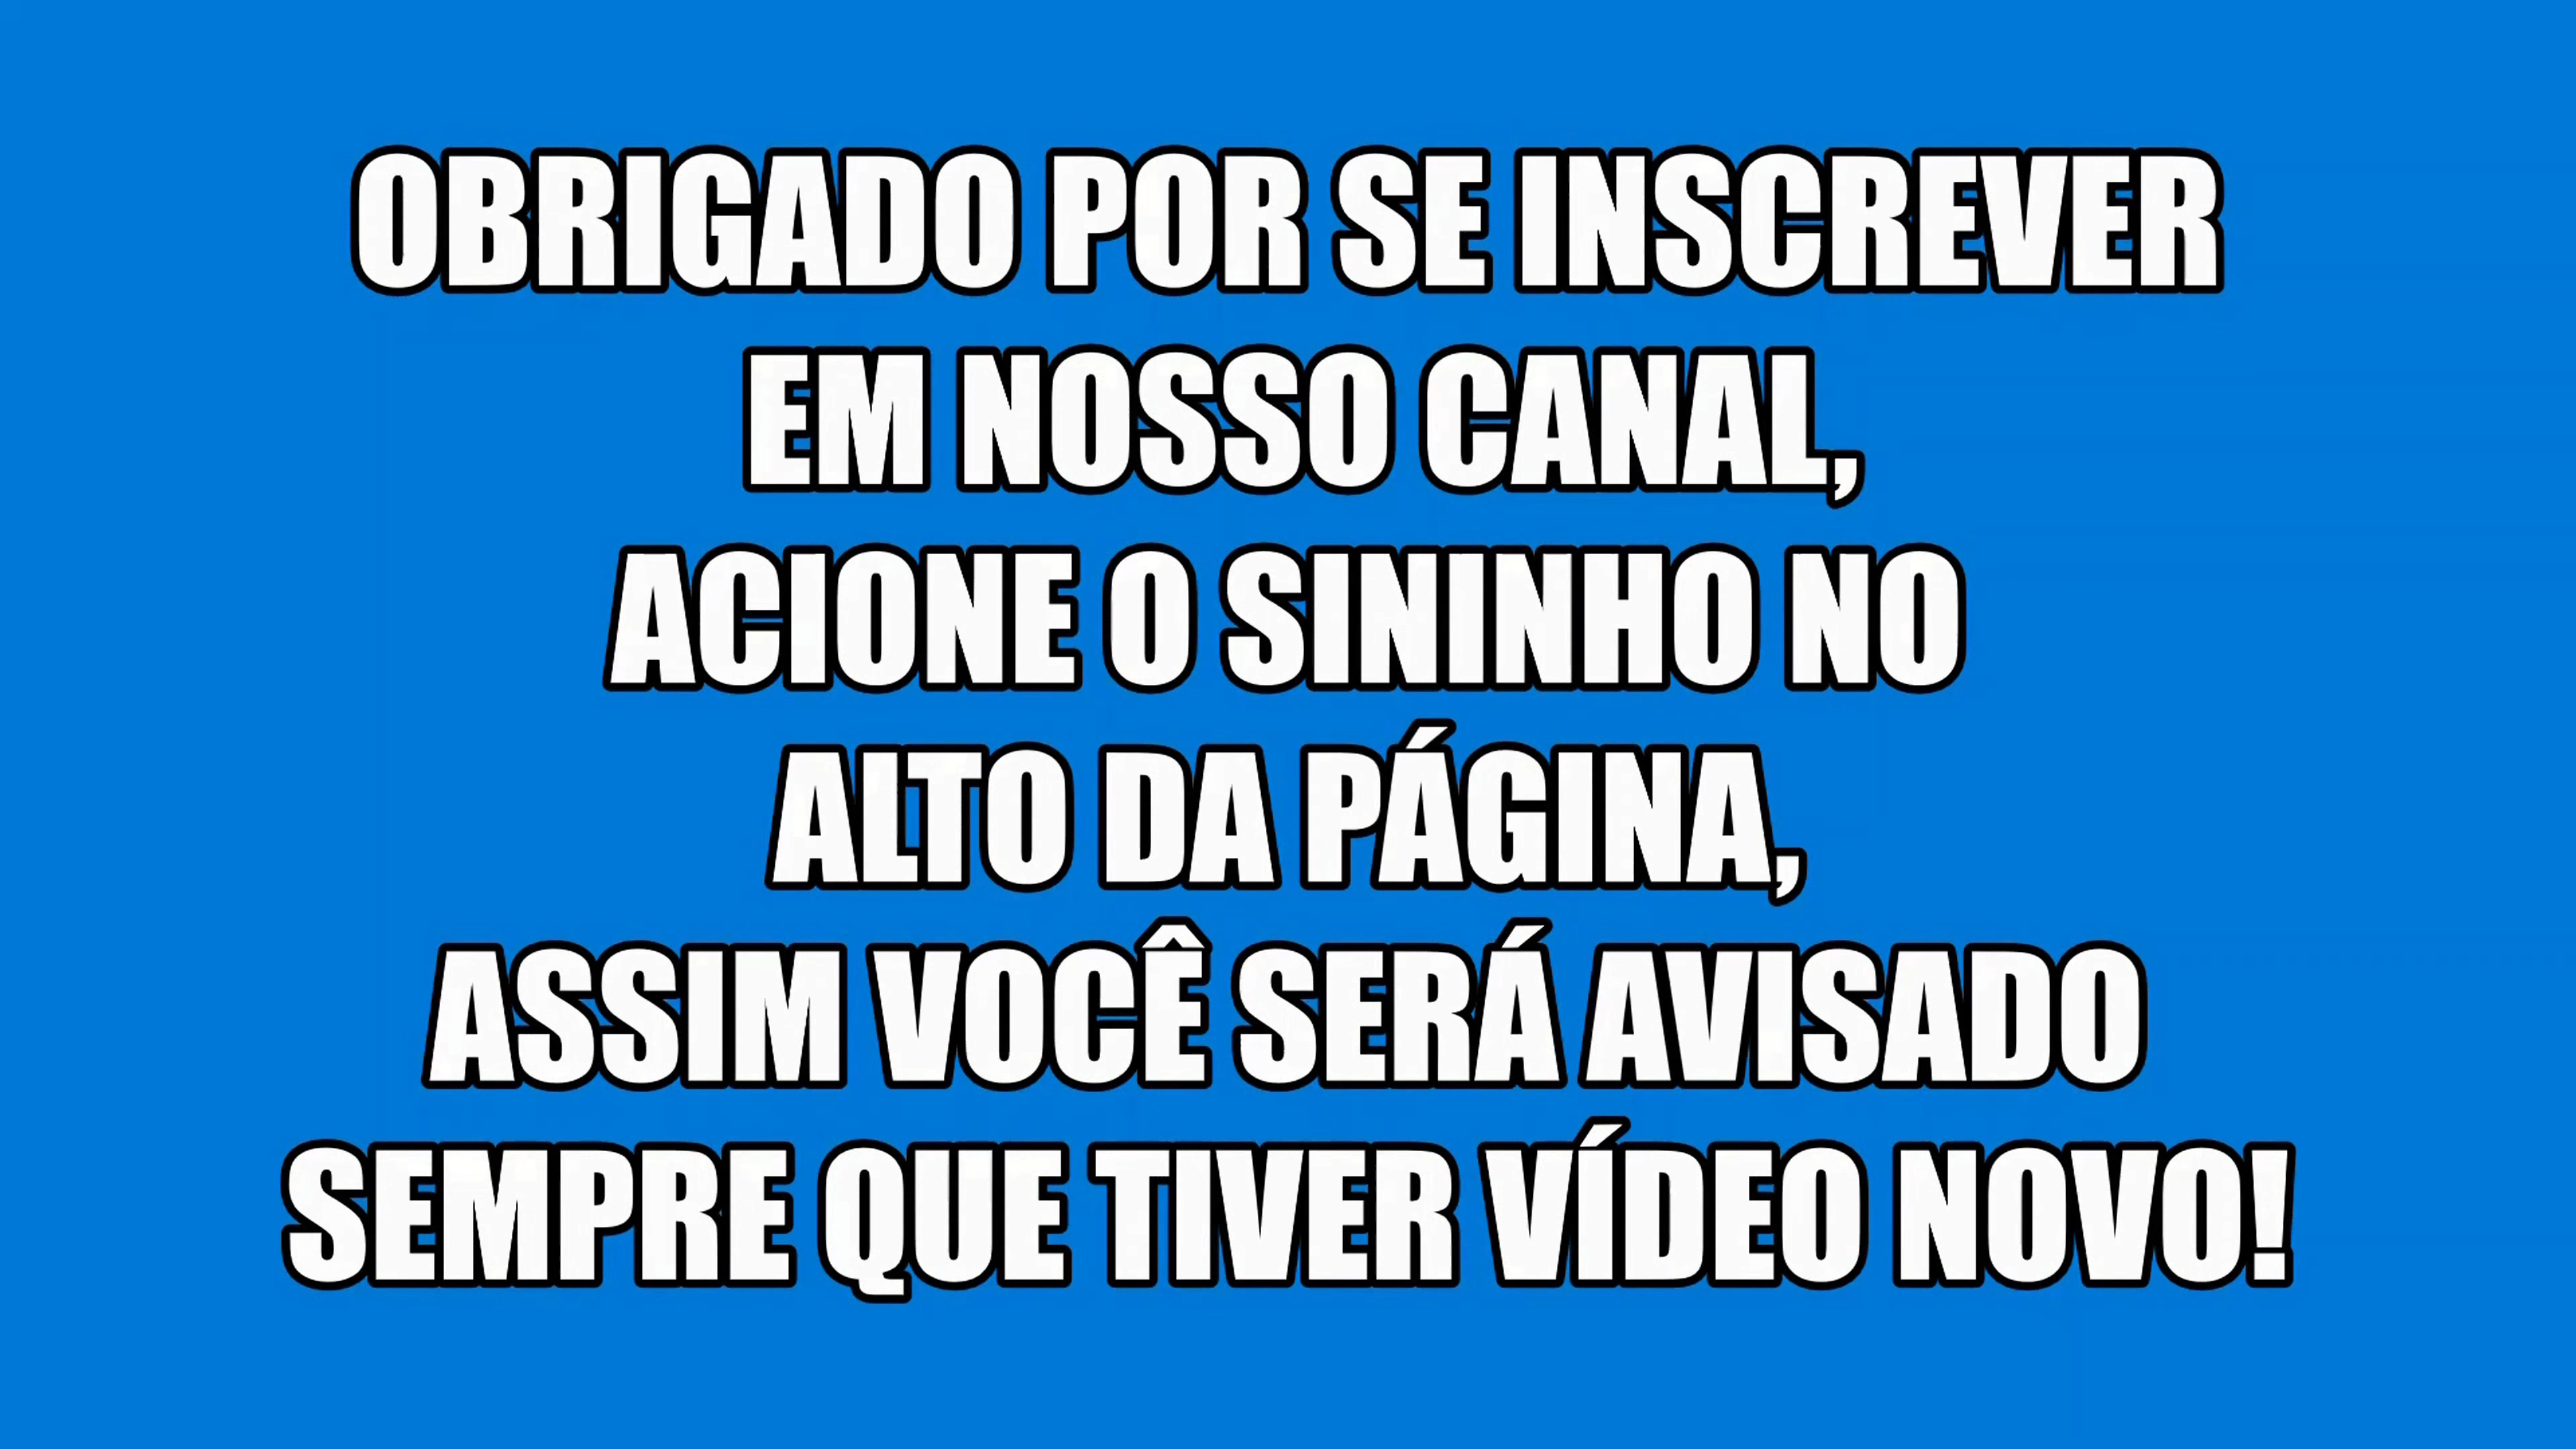 OBRIGADO POR SE INSCREVER
EM NOSSO CANAL,
ACIONE O SININHO NO
ALTO DA PÁGINA,
ASSIM VOCÊ SERÁ AVISADO
SEMPRE QUE TIVER VÍDEO NOVO!